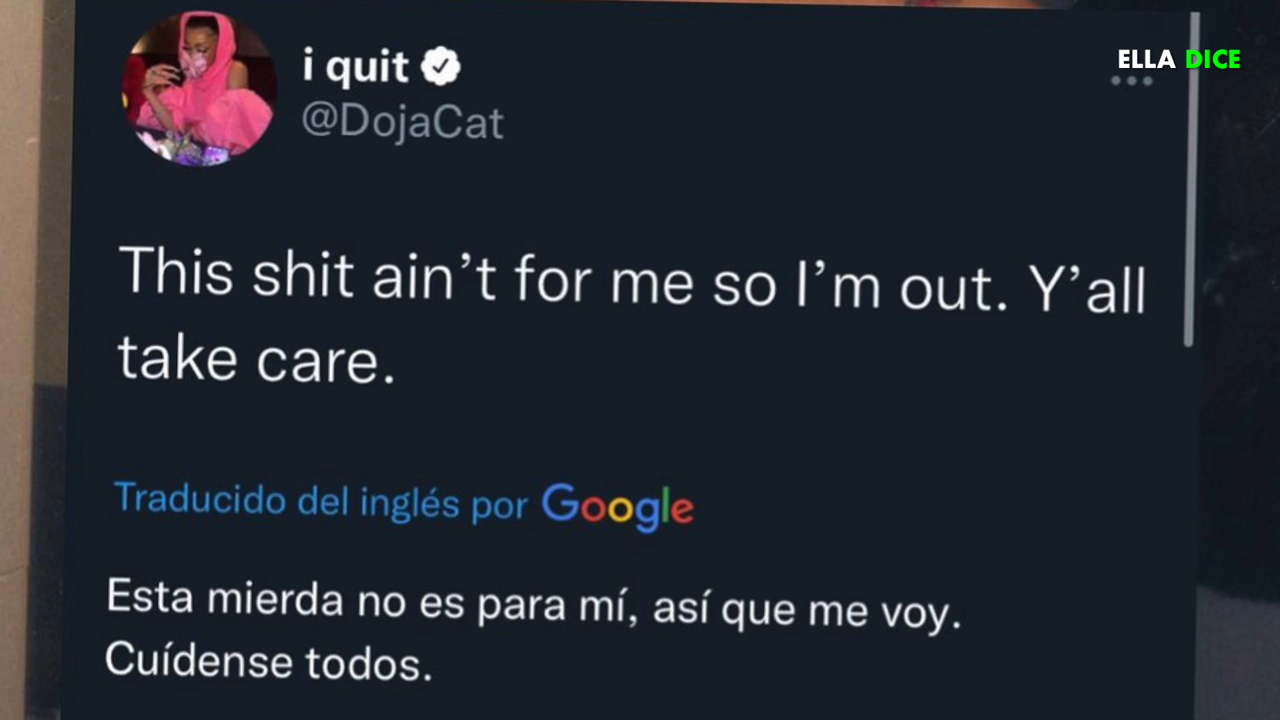 ELLA DICE
i quit
@DojaCat
This shit ain’t for me so I’m out. Y’all
take care.
Traducido del inglés por Google
Esta mierda no es para mí, así que me voy.
Cuídense todos.